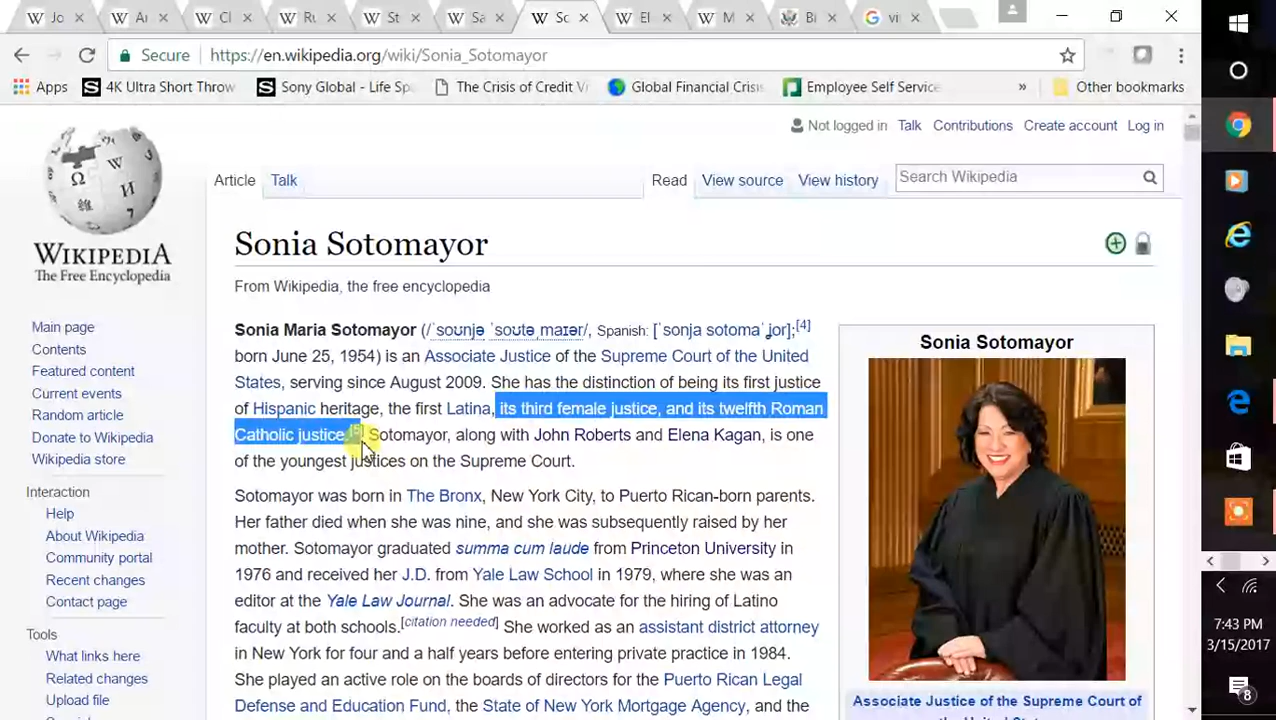 Jo
Ar
Cl
Ru
St
Sa
So
El
M
Bi
vi
Secure
https://en.wikipedia.org/wiki/Sonia_Sotomayor
Apps
4K Ultra Short Throw
Sony Global - Life Sp
The Crisis of Credit Vi
Global Financial Crisi
Employee Self Service
»
Other bookmarks
Not logged in Talk Contributions Create account Log in
Article Talk
Read View source View history
Search Wikipedia
WIKIPEDIA
The Free Encyclopedia
Main page
Contents
Featured content
Current events
Random article
Donate to Wikipedia
Wikipedia store
Interaction
Help
About Wikipedia
Community portal
Recent changes
Contact page
Tools
What links here
Related changes
Upload file
Sonia Sotomayor
From Wikipedia, the free encyclopedia
Sonia Maria Sotomayor (/ˈsoʊnjə ˈsoʊtəˌmaɪər/, Spanish: [ˈsonja sotomaˈʝor];[4]
born June 25, 1954) is an Associate Justice of the Supreme Court of the United
States, serving since August 2009. She has the distinction of being its first justice
of Hispanic heritage, the first Latina, its third female justice, and its twelfth Roman
Catholic justice.[5] Sotomayor, along with John Roberts and Elena Kagan, is one
of the youngest justices on the Supreme Court.
Sotomayor was born in The Bronx, New York City, to Puerto Rican-born parents.
Her father died when she was nine, and she was subsequently raised by her
mother. Sotomayor graduated summa cum laude from Princeton University in
1976 and received her J.D. from Yale Law School in 1979, where she was an
editor at the Yale Law Journal. She was an advocate for the hiring of Latino
faculty at both schools.[citation needed] She worked as an assistant district attorney
in New York for four and a half years before entering private practice in 1984.
She played an active role on the boards of directors for the Puerto Rican Legal
Defense and Education Fund, the State of New York Mortgage Agency, and the
Sonia Sotomayor
Associate Justice of the Supreme Court of
7:43 PM
3/15/2017
8